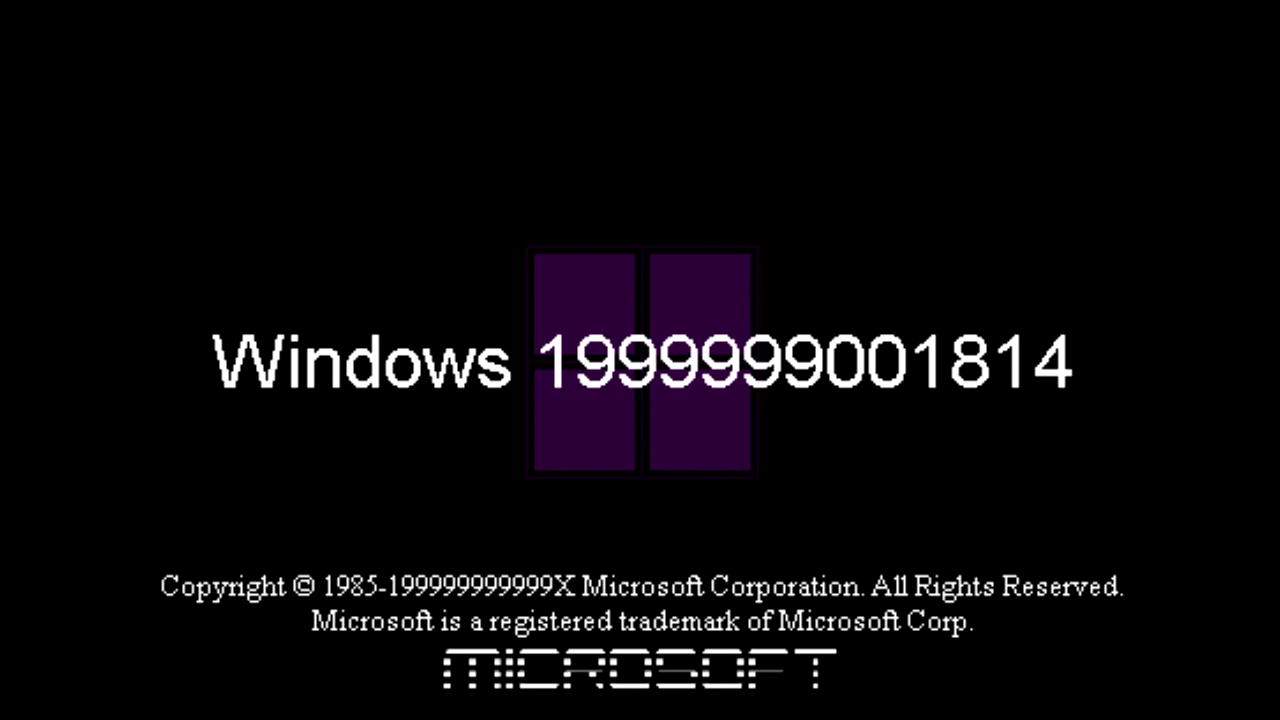 Windows 1999999001814
Copyright © 1985-199999999999X Microsoft Corporation. All Rights Reserved.
Microsoft is a registered trademark of Microsoft Corp.
MICROSOFT